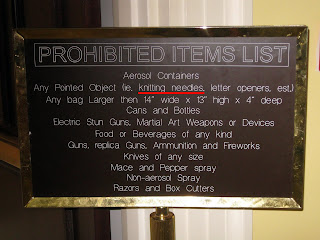 PROHIBITED ITEMS LIST
Aerosol Containers
Any Pointed Object (ie. knitting needles, letter openers, est.)
Any bag Larger then 14" wide x 13" high x 4" deep
Cans and Bottles
Electric Stun Guns, Martial Art Weapons or Devices
Food or Beverages of any kind
Guns, replica Guns, Ammunition and Fireworks
Knives of any size
Mace and Pepper spray
Non-aerosol Spray
Razors and Box Cutters